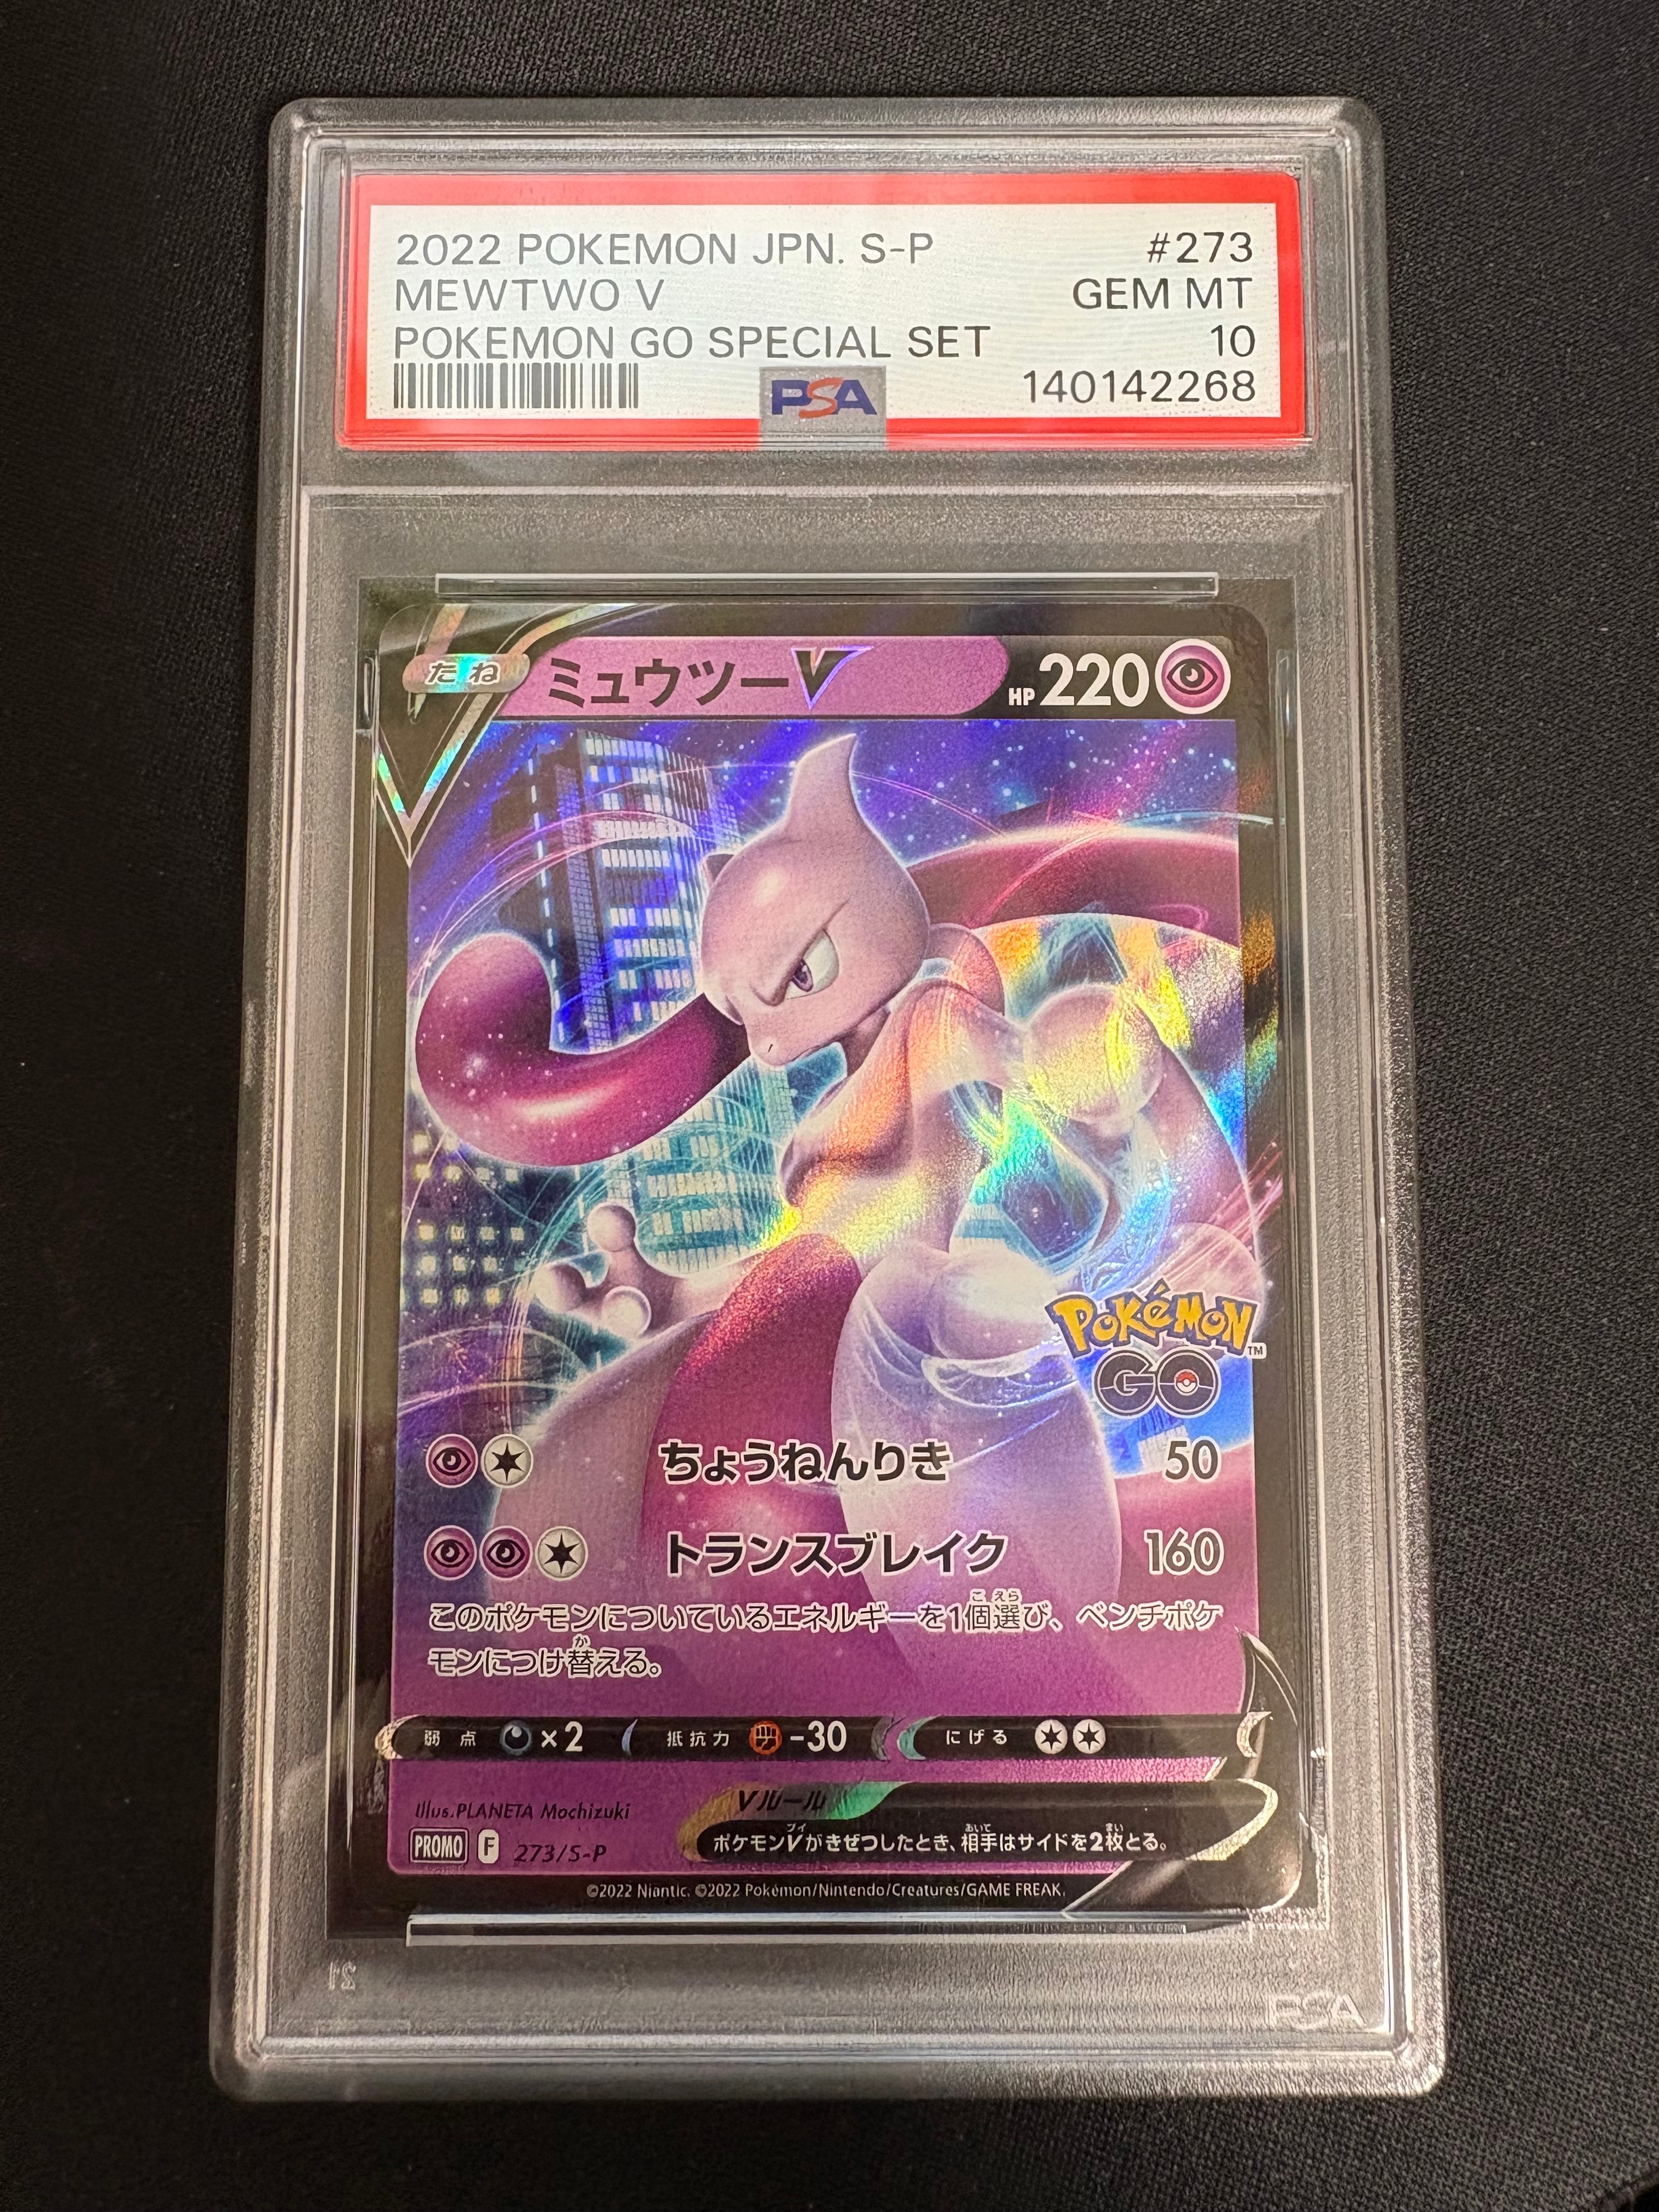 2022 POKEMON JPN. S-P #273
MEWTWO V GEM MT
POKEMON GO SPECIAL SET 10
PSA 140142268
たね ミュウツーV HP 220
Pokémon™
GO
ちょうねんりき 50
トランスブレイク 160
このポケモンについているエネルギーを1個選び、ベンチポケ
モンにつけ替える。
弱点 ×2 抵抗力 -30 にげる
Illus. PLANETA Mochizuki
Vルール
PROMO F 273/S-P
ポケモンVがきぜつしたとき、相手はサイドを2枚とる。
©2022 Niantic. ©2022 Pokémon/Nintendo/Creatures/GAME FREAK.
PSA